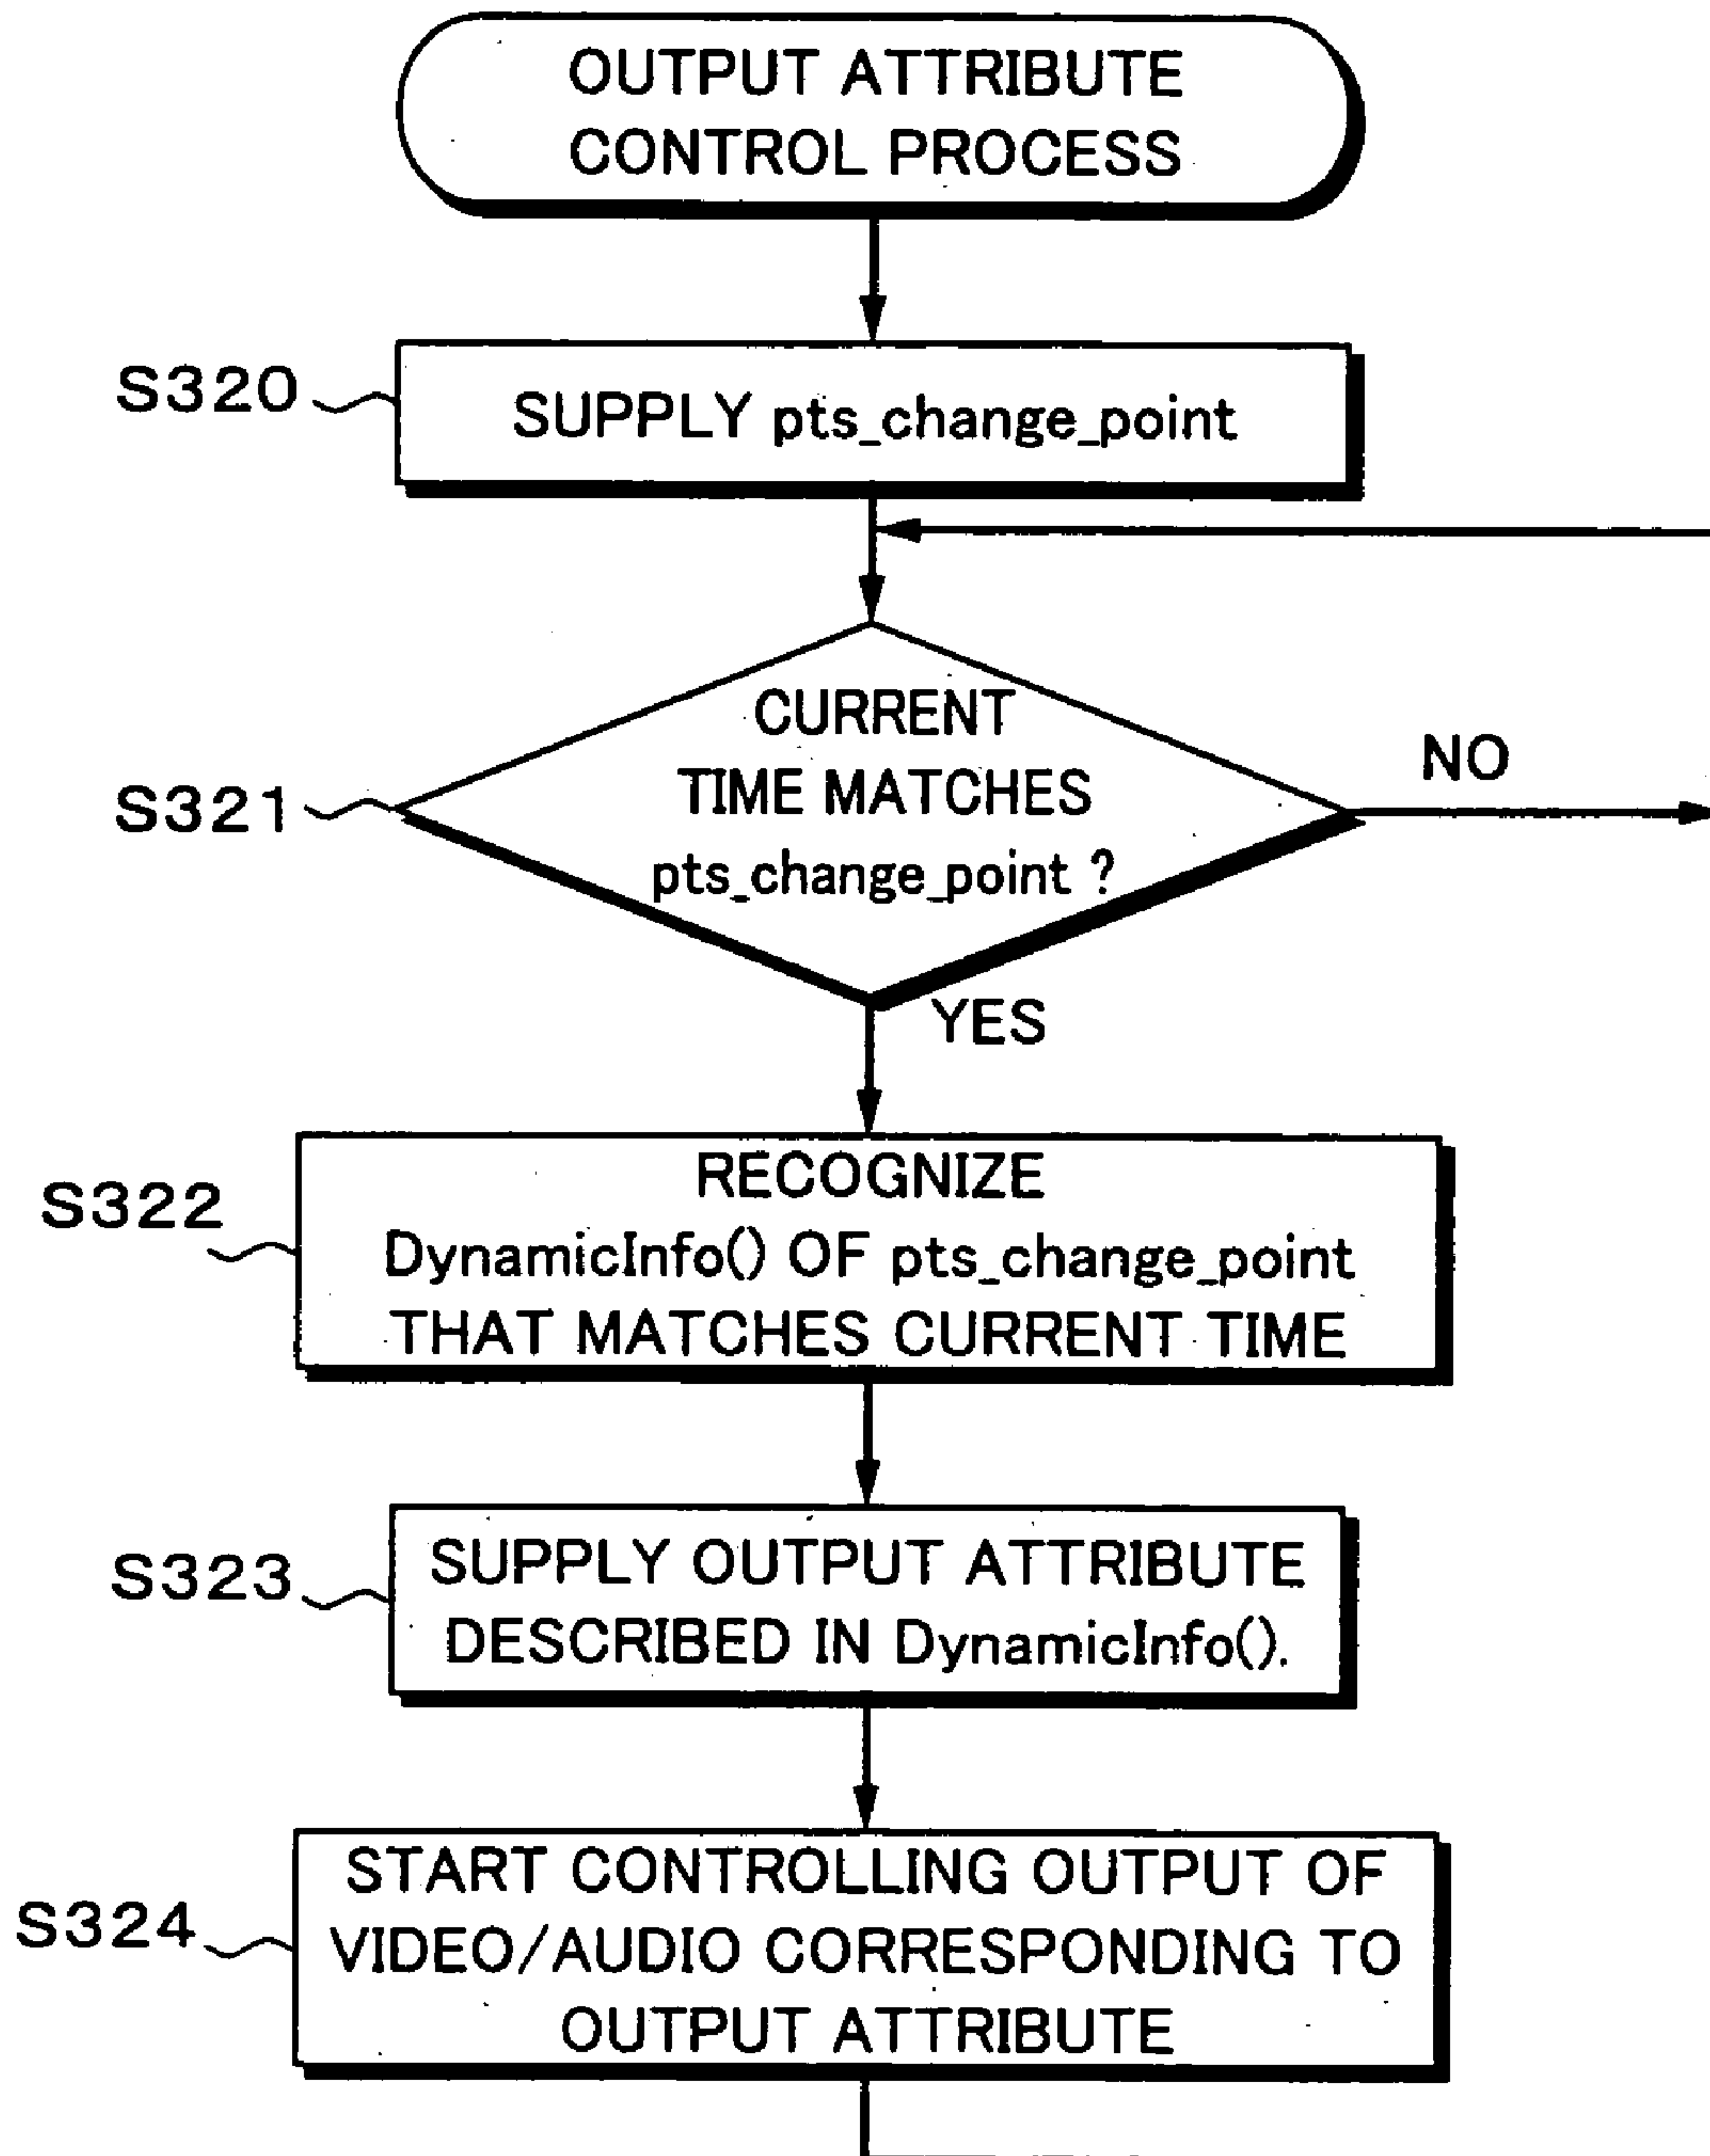 OUTPUT ATTRIBUTE
CONTROL PROCESS
S320
SUPPLY pts_change_point
S321
CURRENT
TIME MATCHES
pts_change_point ?
NO
YES
S322
RECOGNIZE
DynamicInfo() OF pts_change_point
THAT MATCHES CURRENT TIME
S323
SUPPLY OUTPUT ATTRIBUTE
DESCRIBED IN DynamicInfo().
S324
START CONTROLLING OUTPUT OF
VIDEO/AUDIO CORRESPONDING TO
OUTPUT ATTRIBUTE